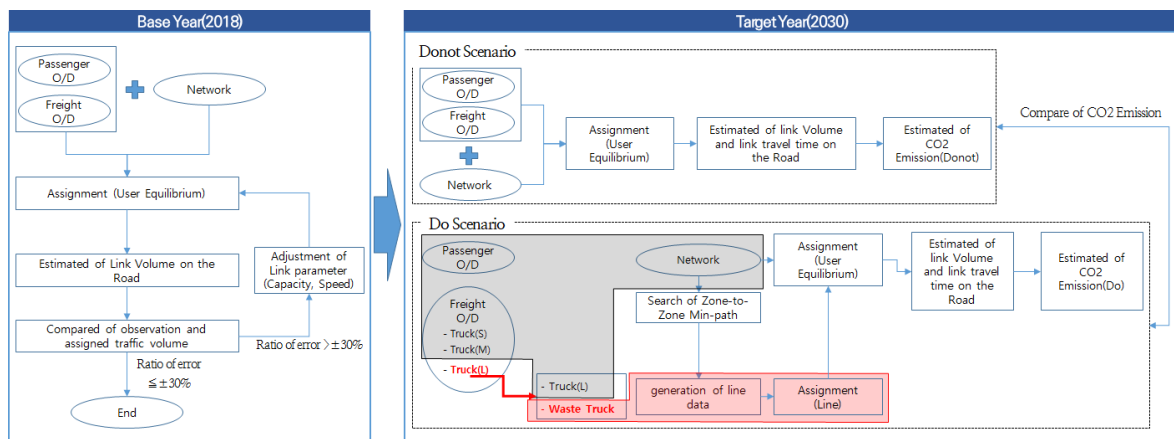 Base Year(2018)
Passenger
O/D
Freight
O/D
Network
Assignment (User Equilibrium)
Estimated of Link Volume on the
Road
Adjustment of
Link parameter
(Capacity, Speed)
Compared of observation and
assigned traffic volume
Ratio of error > ±30%
Ratio of error
≦ ±30%
End
Target Year(2030)
Donot Scenario
Passenger
O/D
Freight
O/D
Network
Assignment
(User
Equilibrium)
Estimated of link Volume
and link travel time on
the Road
Estimated of
CO2
Emission(Donot)
Compare of CO2 Emission
Do Scenario
Passenger
O/D
Freight
O/D
- Truck(S)
- Truck(M)
- Truck(L)
- Truck(L)
- Waste Truck
Network
Search of Zone-to-
Zone Min-path
generation of line
data
Assignment
(Line)
Assignment
(User
Equilibrium)
Estimated of
link Volume
and link travel
time on the
Road
Estimated of
CO2
Emission(Do)